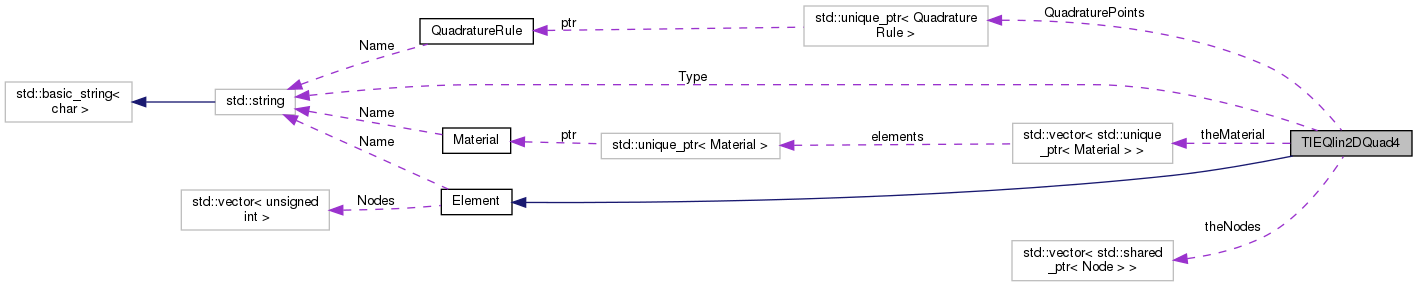 QuadraturePoints
std::unique_ptr< Quadrature
Rule >
ptr
QuadratureRule
Name
Type
std::basic_string<
char >
std::string
Name
Material
ptr
std::unique_ptr< Material >
elements
std::vector< std::unique
_ptr< Material > >
theMaterial
TIEQlin2DQuad4
Name
Element
Nodes
std::vector< unsigned
int >
theNodes
std::vector< std::shared
_ptr< Node > >